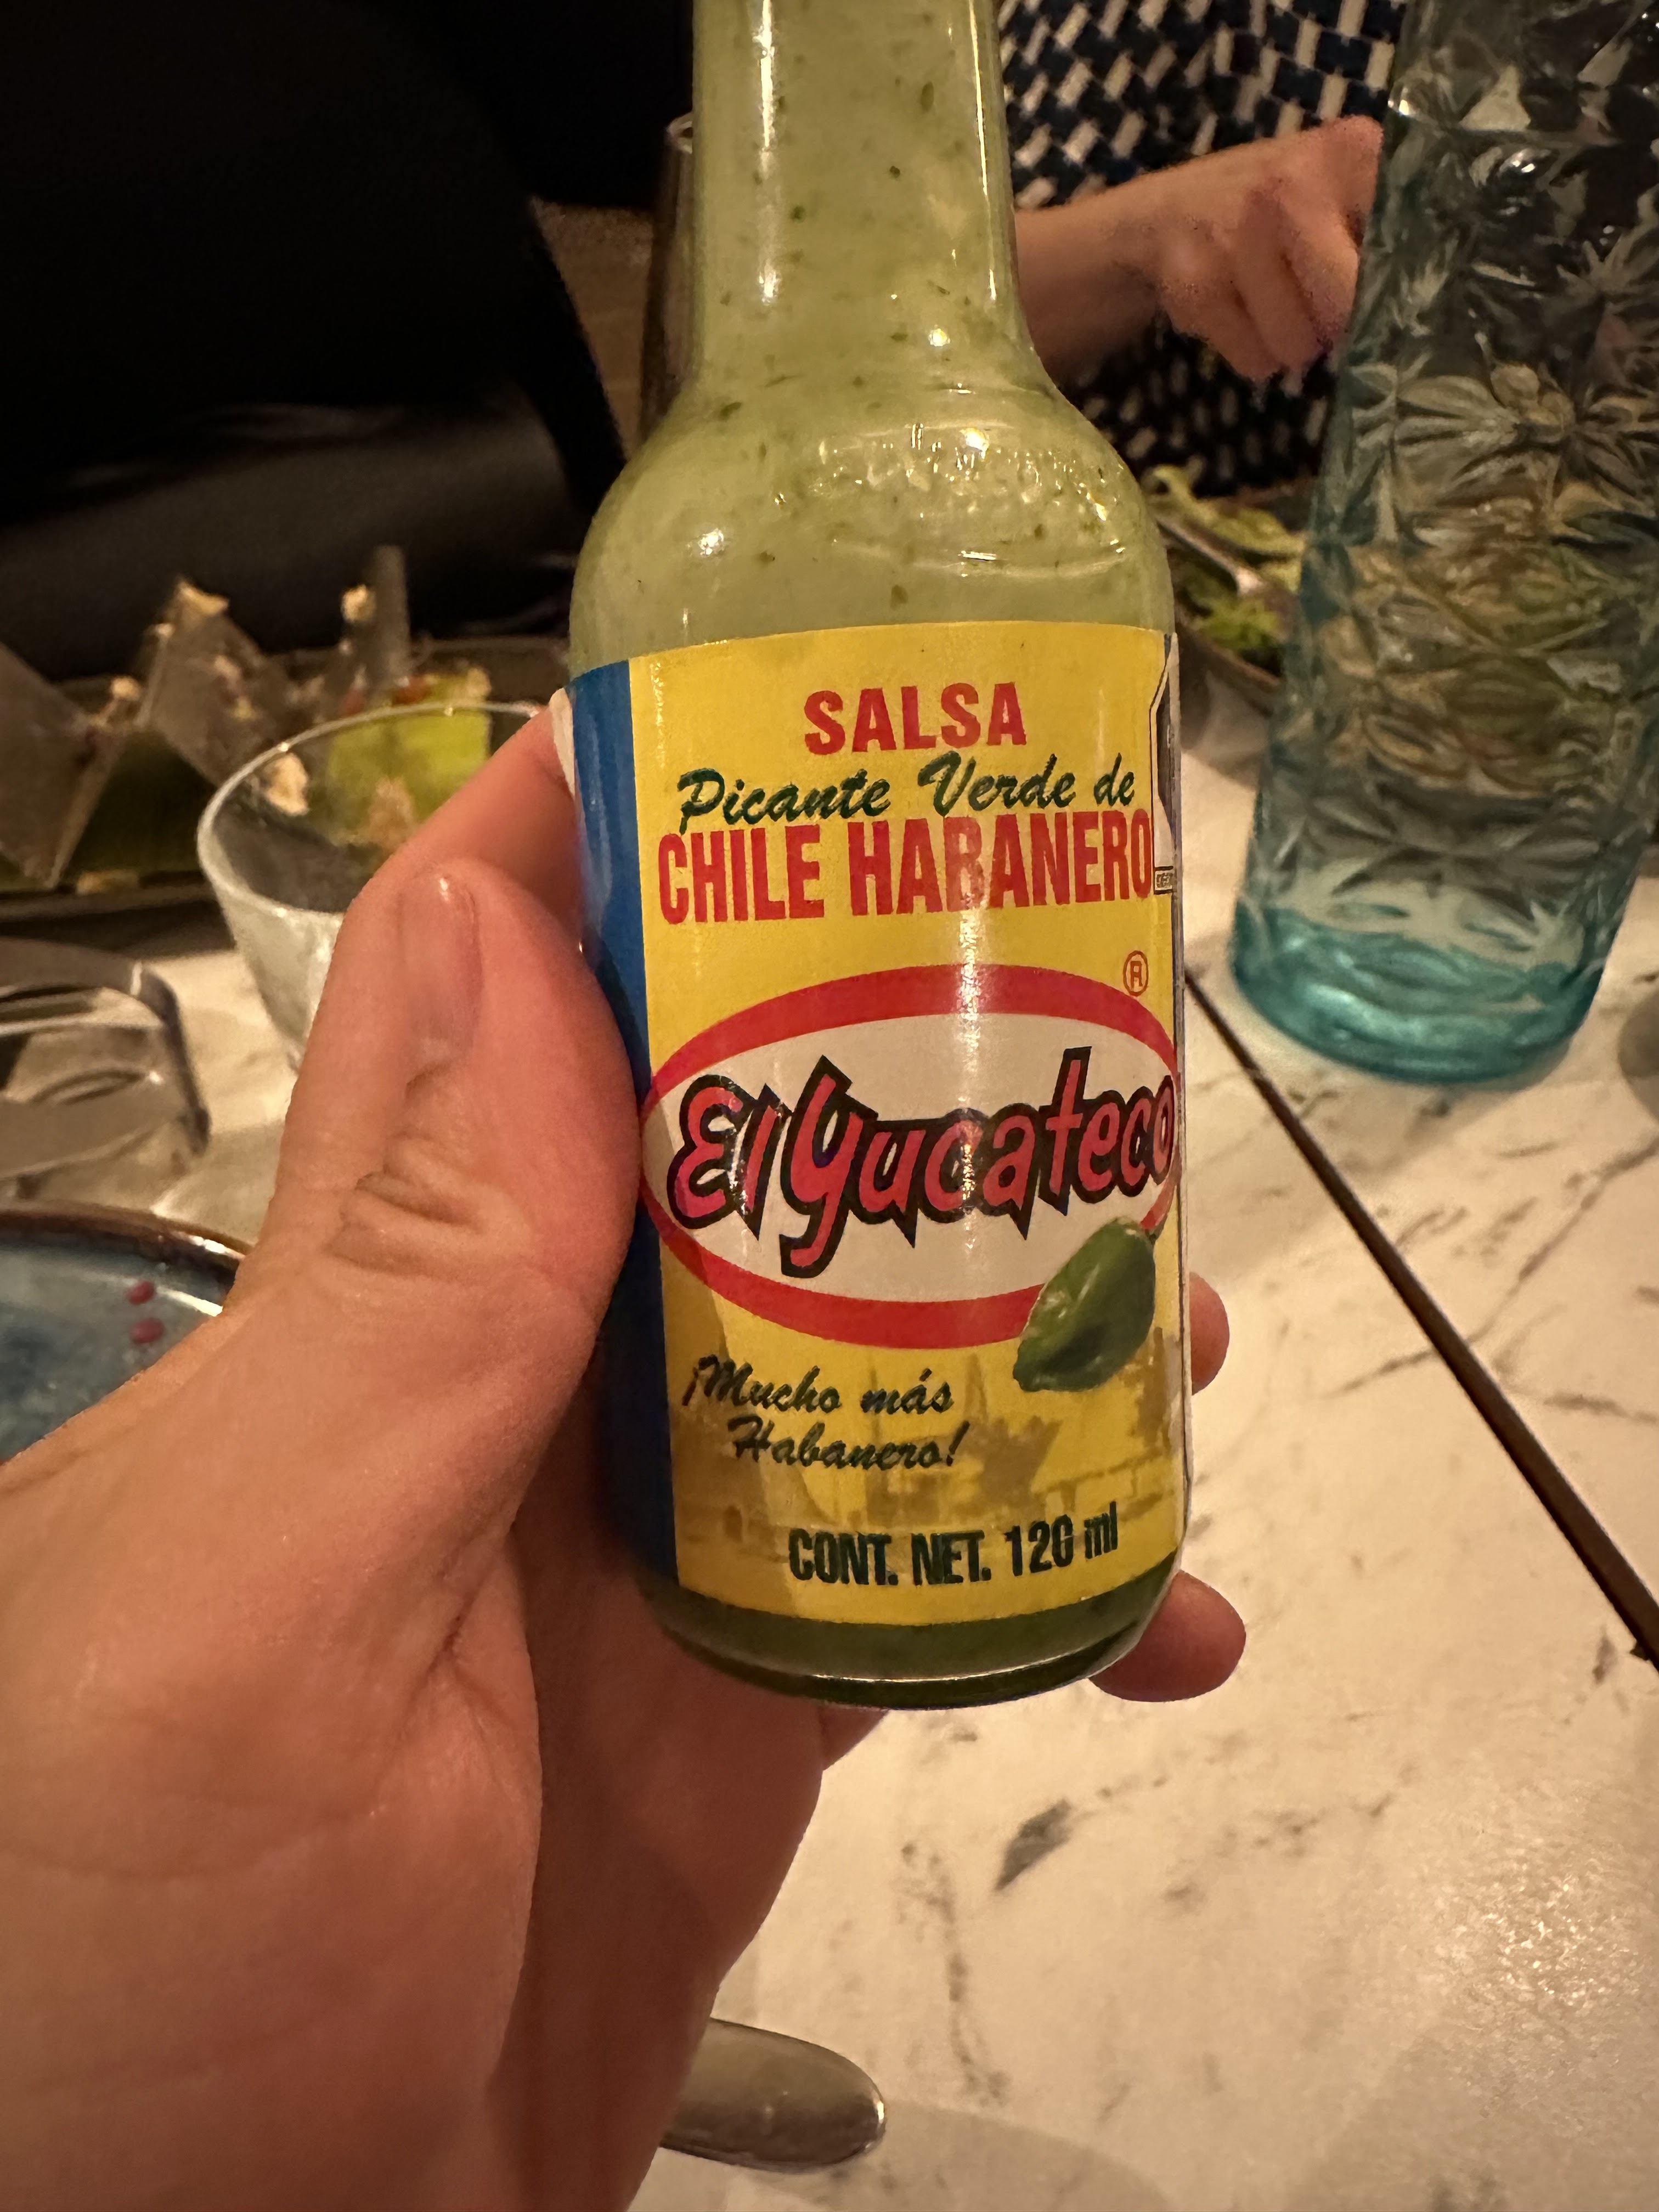 SALSA
Picante Verde de
CHILE HABANERO
®
El Yucateco
¡Mucho más
Habanero!
CONT. NET. 120 ml